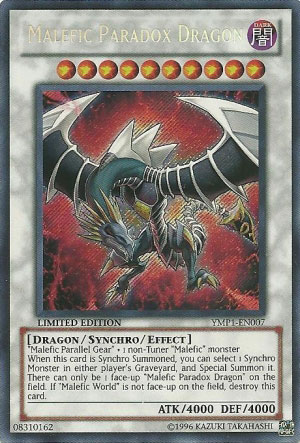 MALEFIC PARADOX DRAGON
DARK
闇
LIMITED EDITION
YMP1-EN007
[DRAGON / SYNCHRO / EFFECT]
"Malefic Parallel Gear" + 1 non-Tuner "Malefic" monster
When this card is Synchro Summoned, you can select 1 Synchro
Monster in either player's Graveyard, and Special Summon it.
There can only be 1 face-up "Malefic Paradox Dragon" on the
field. If "Malefic World" is not face-up on the field, destroy this
card.
ATK/4000 DEF/4000
08310162
©1996 KAZUKI TAKAHASHI